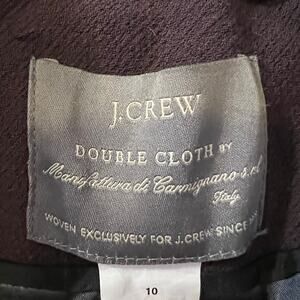 J.CREW
DOUBLE CLOTH BY
Manifattura di Carmignano s.r.l
Italy
WOVEN EXCLUSIVELY FOR J.CREW SINCE
10